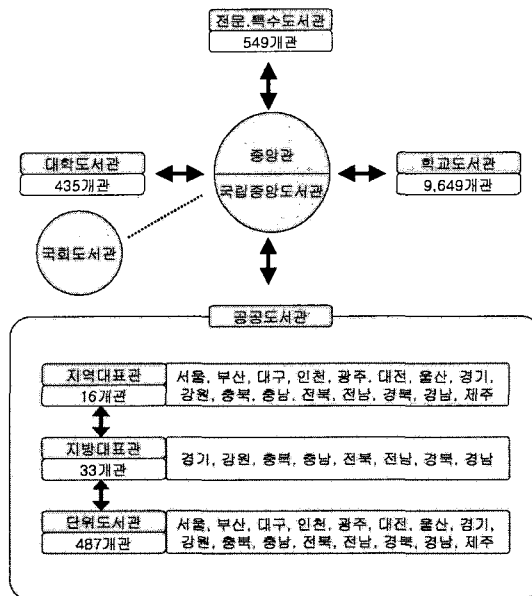 전문.특수도서관
549개관
중앙관
국립중앙도서관
대학도서관
435개관
학교도서관
9,649개관
국회도서관
공공도서관
지역대표관
16개관
서울, 부산, 대구, 인천, 광주, 대전, 울산, 경기,
강원, 충북, 충남, 전북, 전남, 경북, 경남, 제주
지방대표관
33개관
경기, 강원, 충북, 충남, 전북, 전남, 경북, 경남
단위도서관
487개관
서울, 부산, 대구, 인천, 광주, 대전, 울산, 경기,
강원, 충북, 충남, 전북, 전남, 경북, 경남, 제주